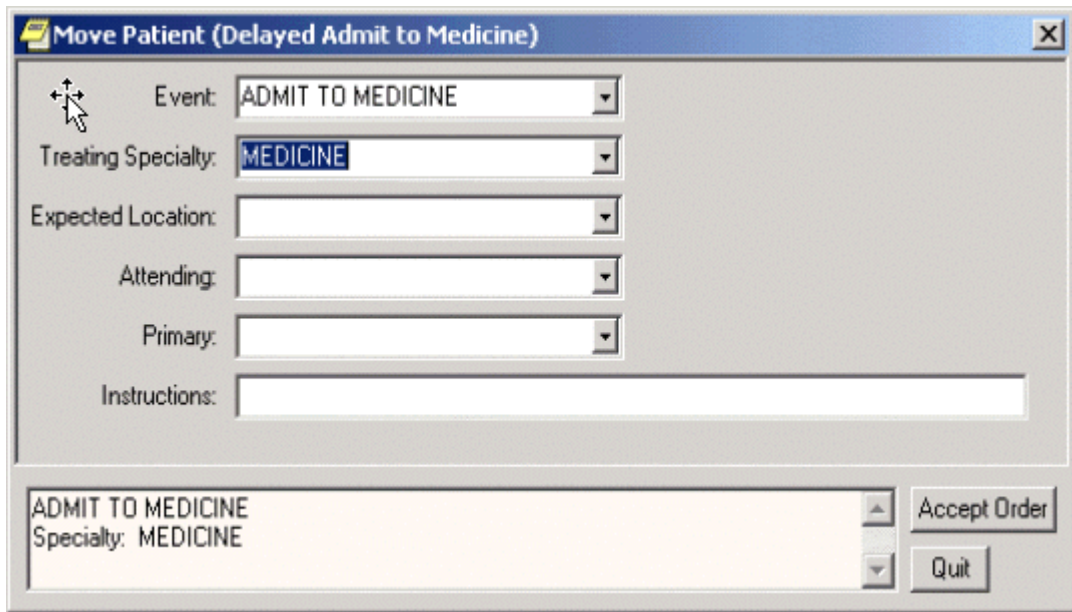 Move Patient (Delayed Admit to Medicine)
Event: ADMIT TO MEDICINE
Treating Specialty: MEDICINE
Expected Location:
Attending:
Primary:
Instructions:
ADMIT TO MEDICINE
Specialty: MEDICINE
Accept Order
Quit